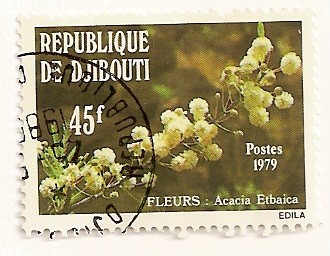 REPUBLIQUE
DE DJIBOUTI
45f
Postes
1979
FLEURS : Acacia Etbaica
EDILA